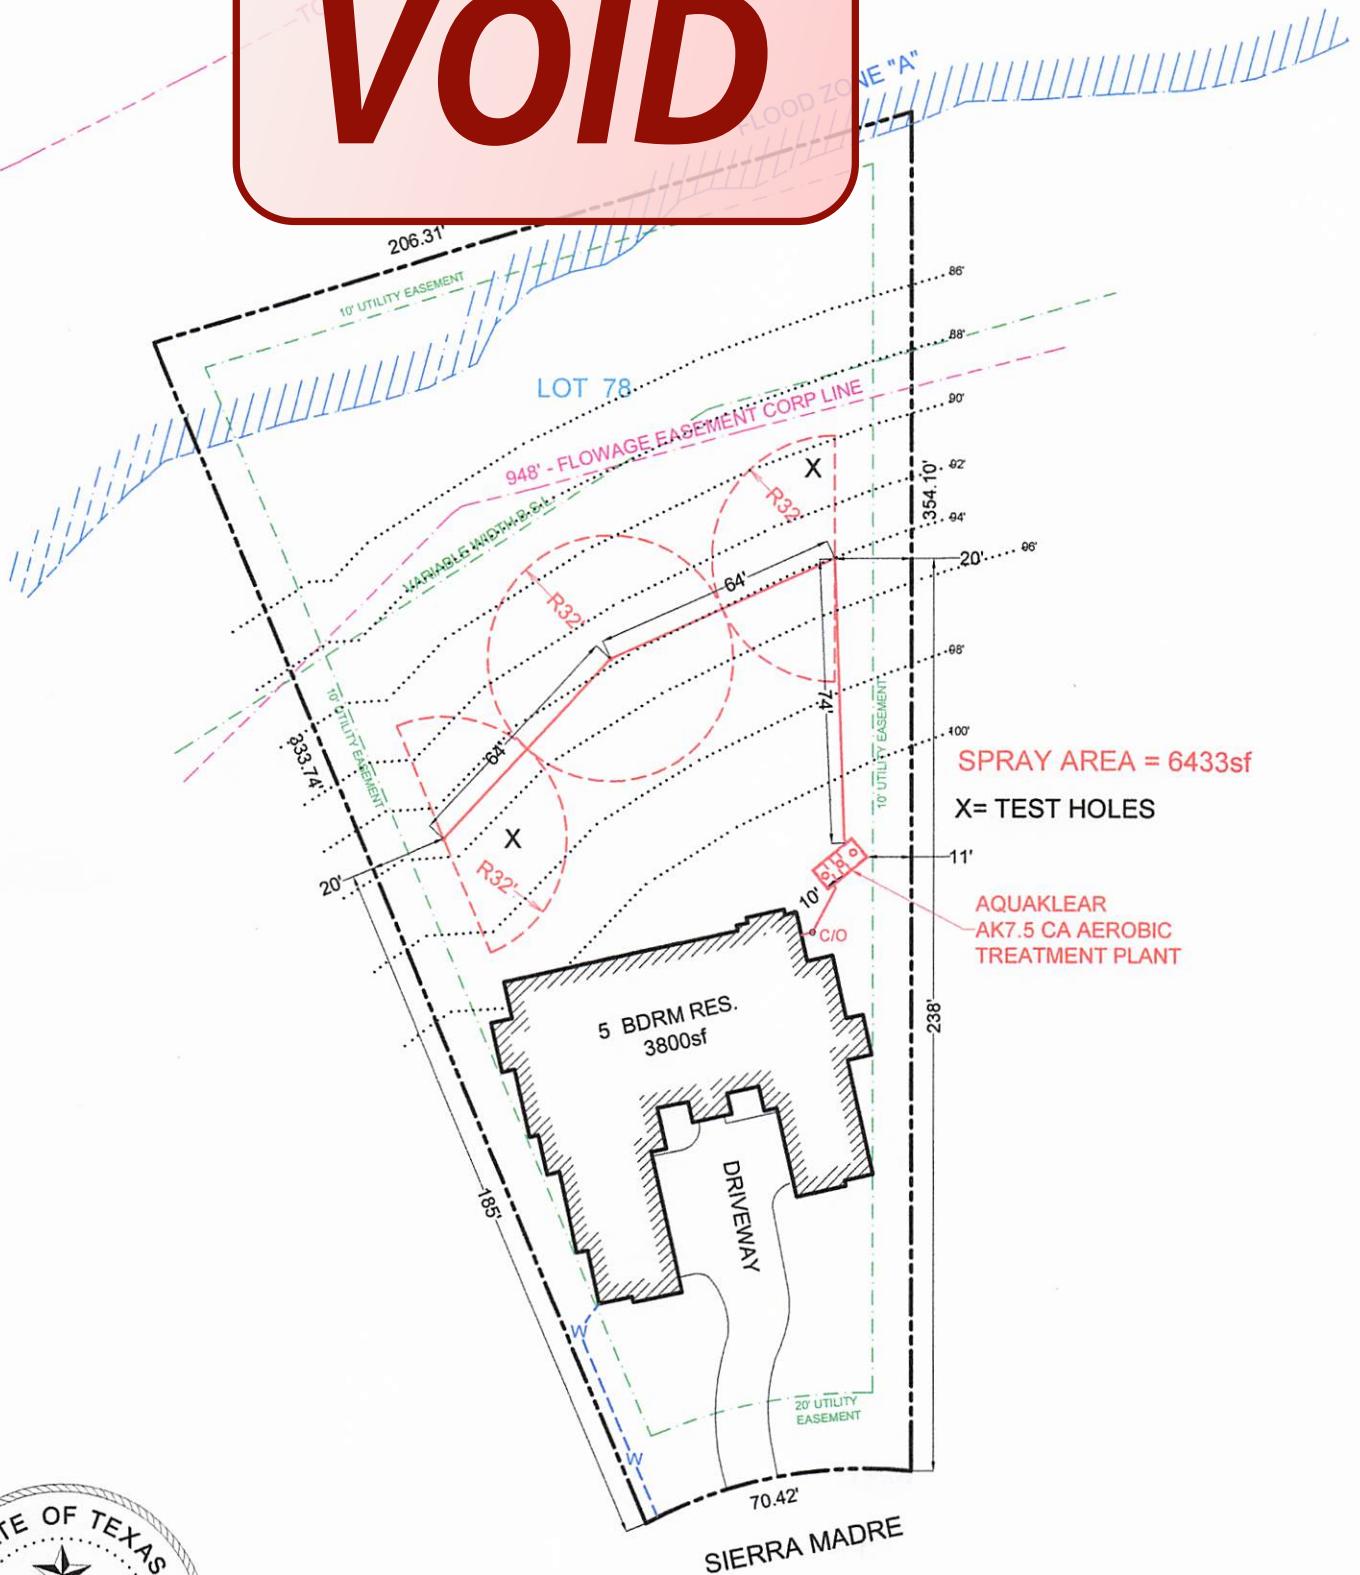 VOID
FLOOD ZONE "A"
206.31'
10' UTILITY EASEMENT
86'
88'
LOT 78
948' - FLOWAGE EASEMENT CORP LINE
90'
VARIABLE WIDTH B.S.L
X
R32'
92'
354.10'
94'
96'
20'
64'
R32'
98'
10' UTILITY EASEMENT
74'
10' UTILITY EASEMENT
100'
333.74'
64'
SPRAY AREA = 6433sf
X= TEST HOLES
X
R32'
20'
11'
10'
C/O
AQUAKLEAR
AK7.5 CA AEROBIC
TREATMENT PLANT
5 BDRM RES.
3800sf
238'
185'
DRIVEWAY
W
W
20' UTILITY
EASEMENT
70.42'
SIERRA MADRE
OF TEXAS